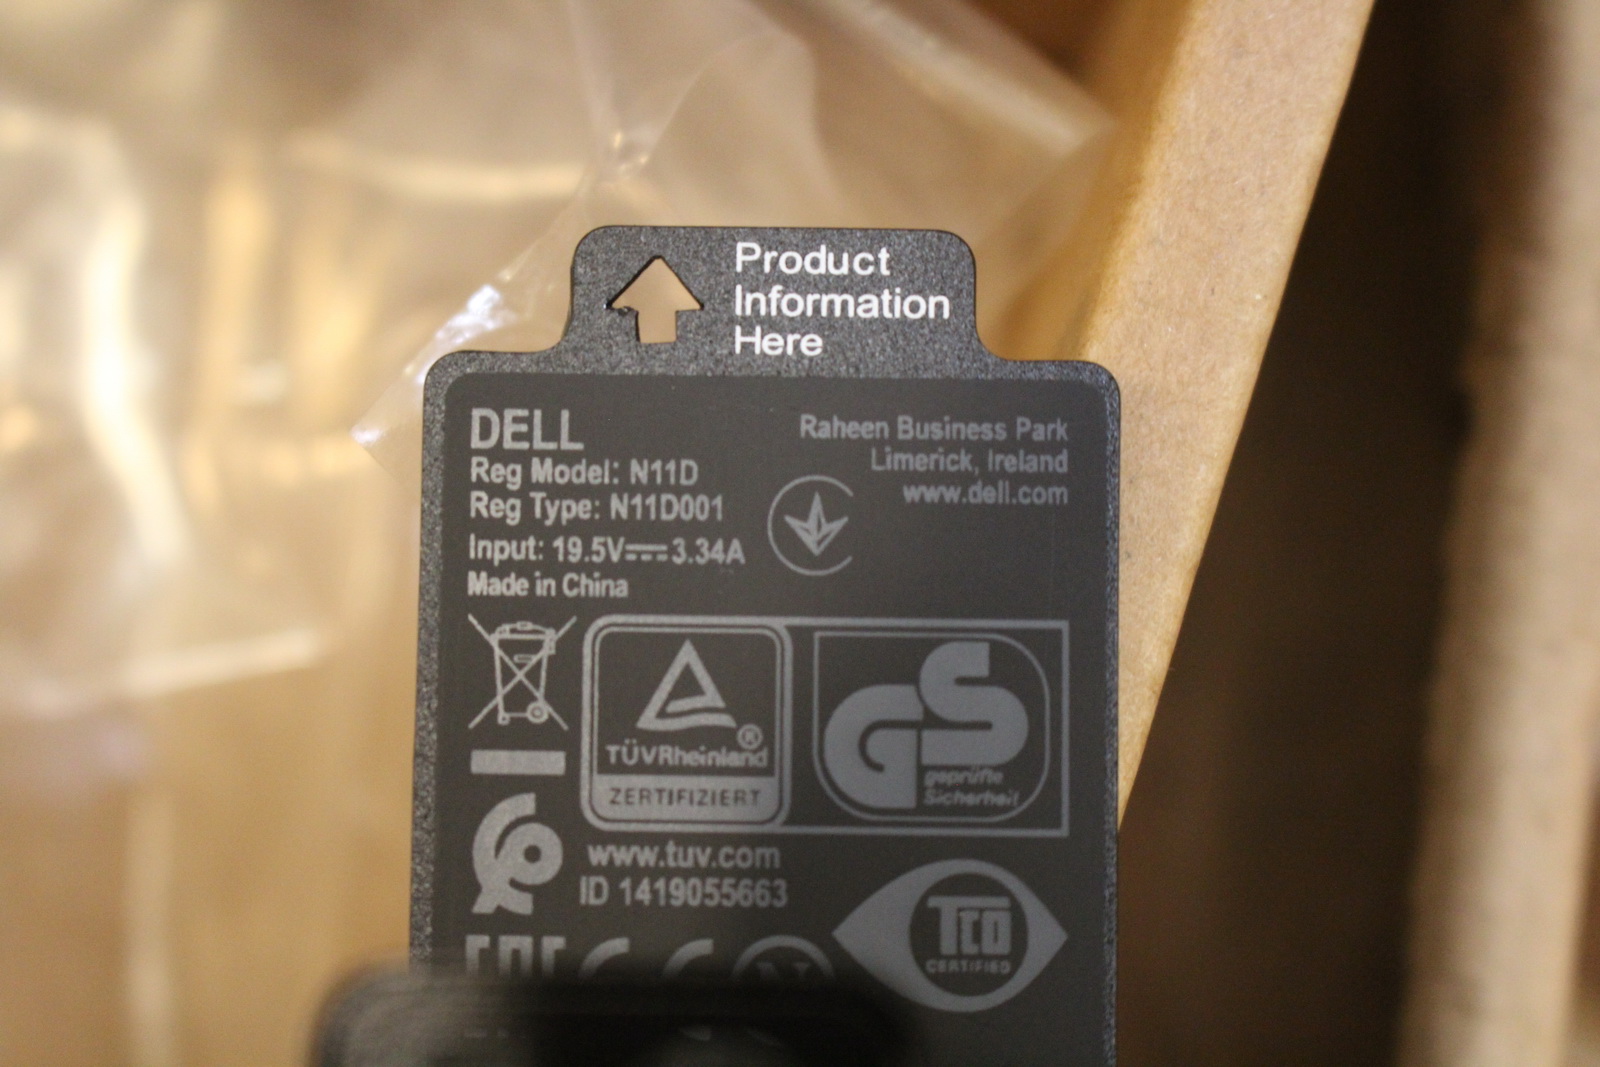 Product
Information
Here
DELL
Reg Model: N11D
Reg Type: N11D001
Input: 19.5V⎓3.34A
Made in China
Raheen Business Park
Limerick, Ireland
www.dell.com
TÜVRheinland®
ZERTIFIZIERT
GS
geprüfte
Sicherheit
www.tuv.com
ID 1419055663
TCO
CERTIFIED